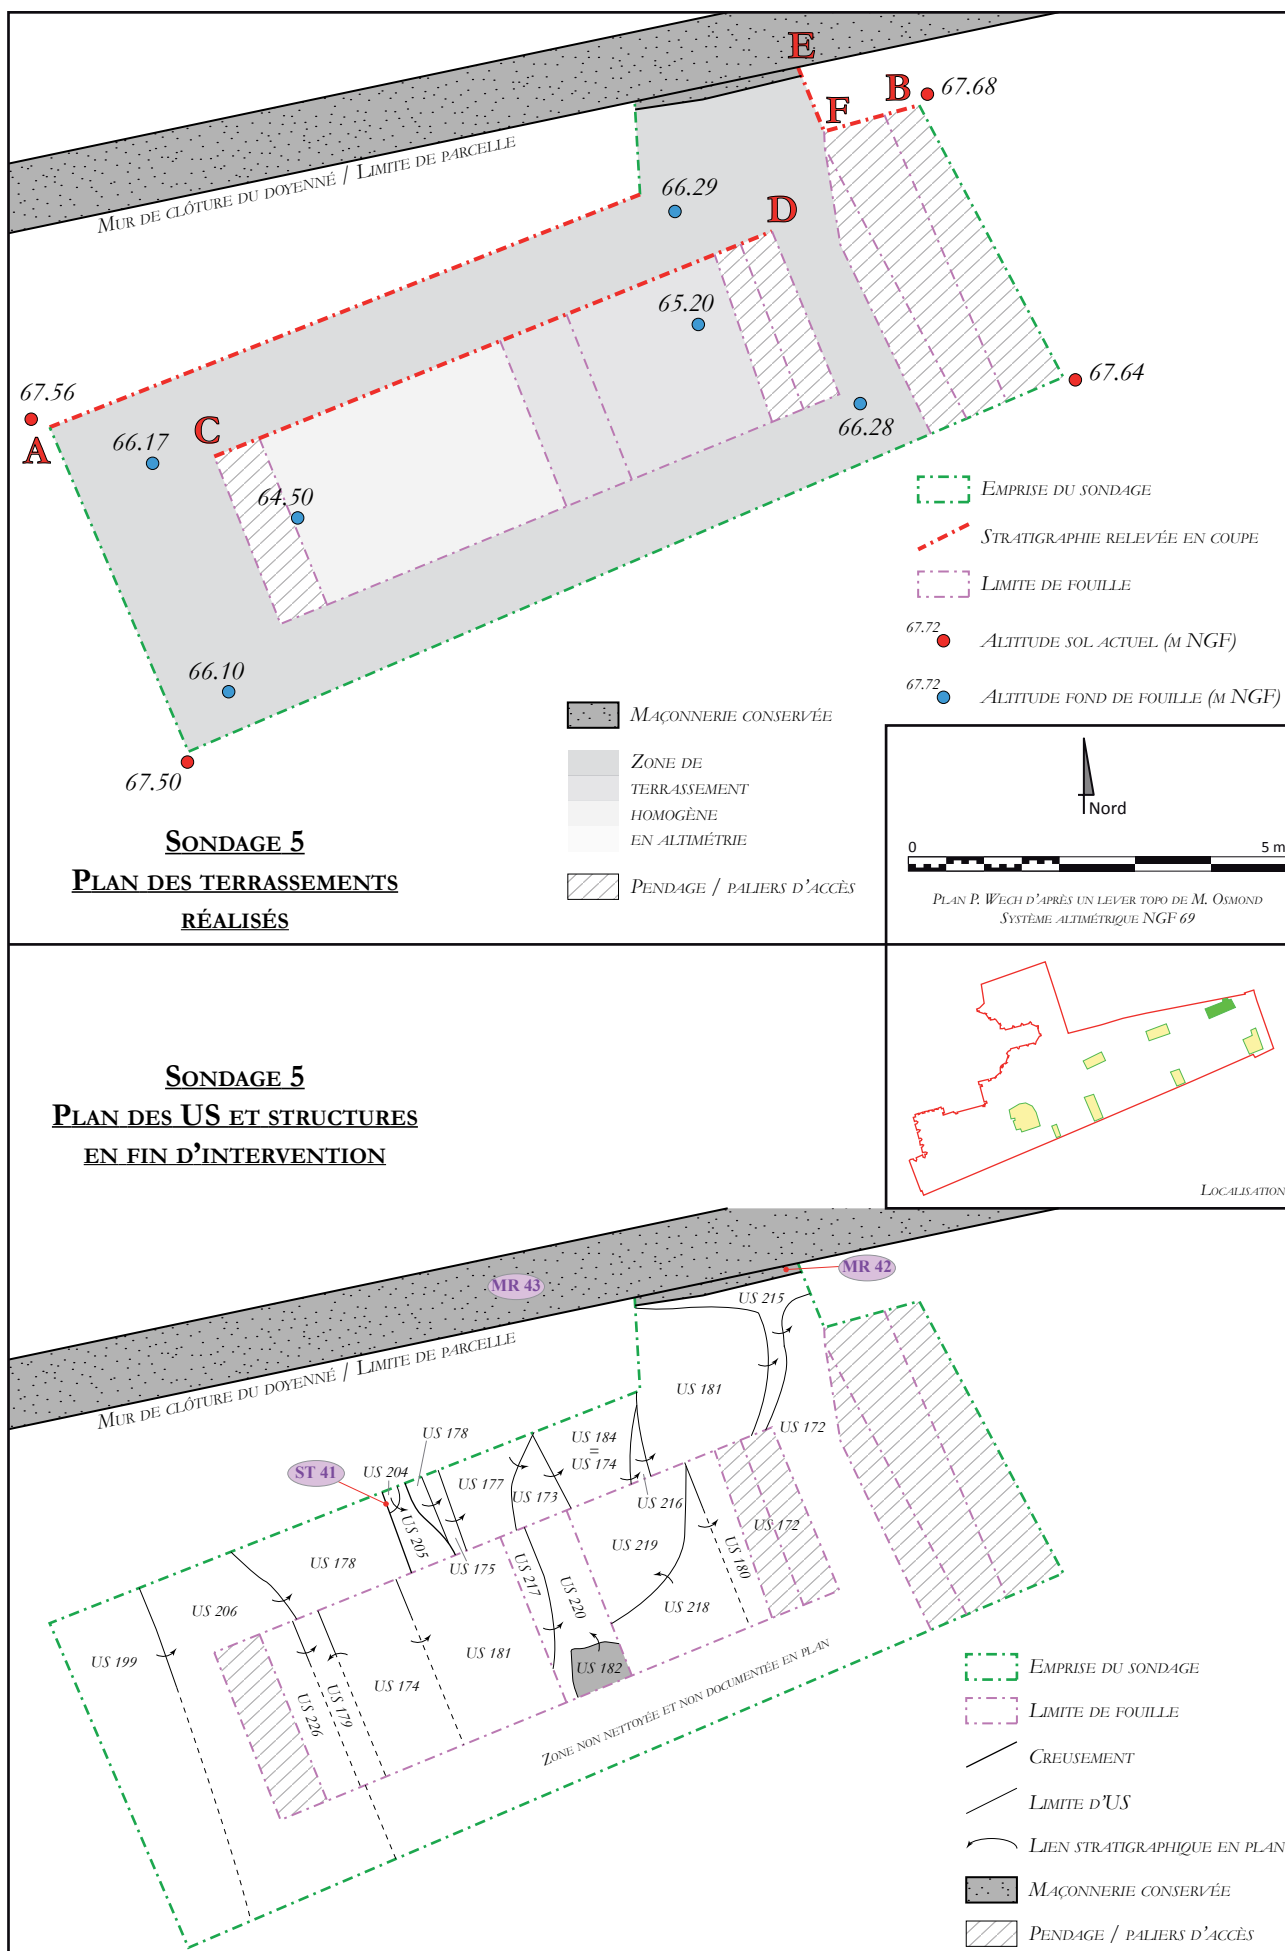 E
B
67.68
F
Mur de clôture du doyenné / Limite de parcelle
66.29
D
65.20
67.56
A
66.17
C
67.64
66.28
64.50
66.10
67.50
Emprise du sondage
Stratigraphie relevée en coupe
Limite de fouille
67.72 Altitude sol actuel (m NGF)
67.72 Altitude fond de fouille (m NGF)
Maçonnerie conservée
Zone de
terrassement
homogène
en altimétrie
Pendage / paliers d'accès
Sondage 5
Plan des terrassements
réalisés
Nord
0 5 m
Plan P. Wech d'après un lever topo de M. Osmond
Système altimétrique NGF 69
Localisation
Sondage 5
Plan des US et structures
en fin d'intervention
MR 43
MR 42
US 215
Mur de clôture du doyenné / Limite de parcelle
US 181
US 178
US 184
=
US 174
US 172
ST 41
US 204
US 177
US 173
US 216
US 205
US 175
US 178
US 219
US 172
US 180
US 217
US 220
US 218
US 206
US 199
US 181
US 182
US 174
US 179
US 226
Zone non nettoyée et non documentée en plan
Emprise du sondage
Limite de fouille
Creusement
Limite d'US
Lien stratigraphique en plan
Maçonnerie conservée
Pendage / paliers d'accès